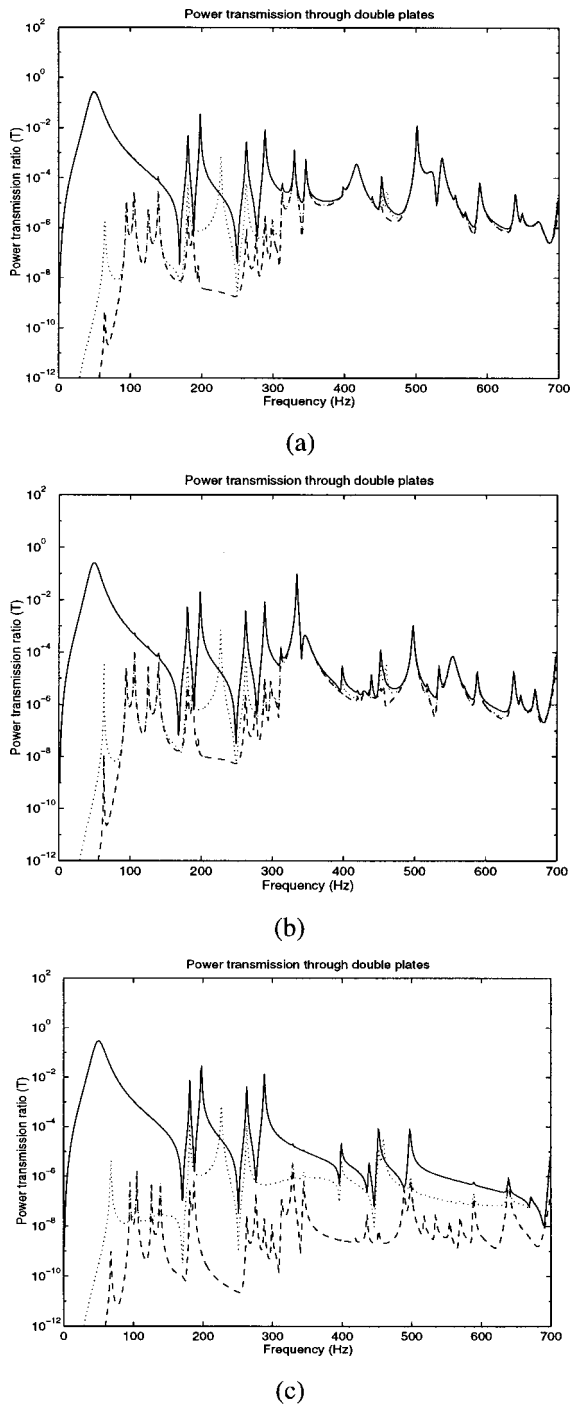 Power transmission through double plates
10^2
10^0
10^-2
10^-4
10^-6
10^-8
10^-10
10^-12
Power transmission ratio (T)
0 100 200 300 400 500 600 700
Frequency (Hz)
(a)
Power transmission through double plates
10^2
10^0
10^-2
10^-4
10^-6
10^-8
10^-10
10^-12
Power transmission ratio (T)
0 100 200 300 400 500 600 700
Frequency (Hz)
(b)
Power transmission through double plates
10^2
10^0
10^-2
10^-4
10^-6
10^-8
10^-10
10^-12
Power transmission ratio (T)
0 100 200 300 400 500 600 700
Frequency (Hz)
(c)